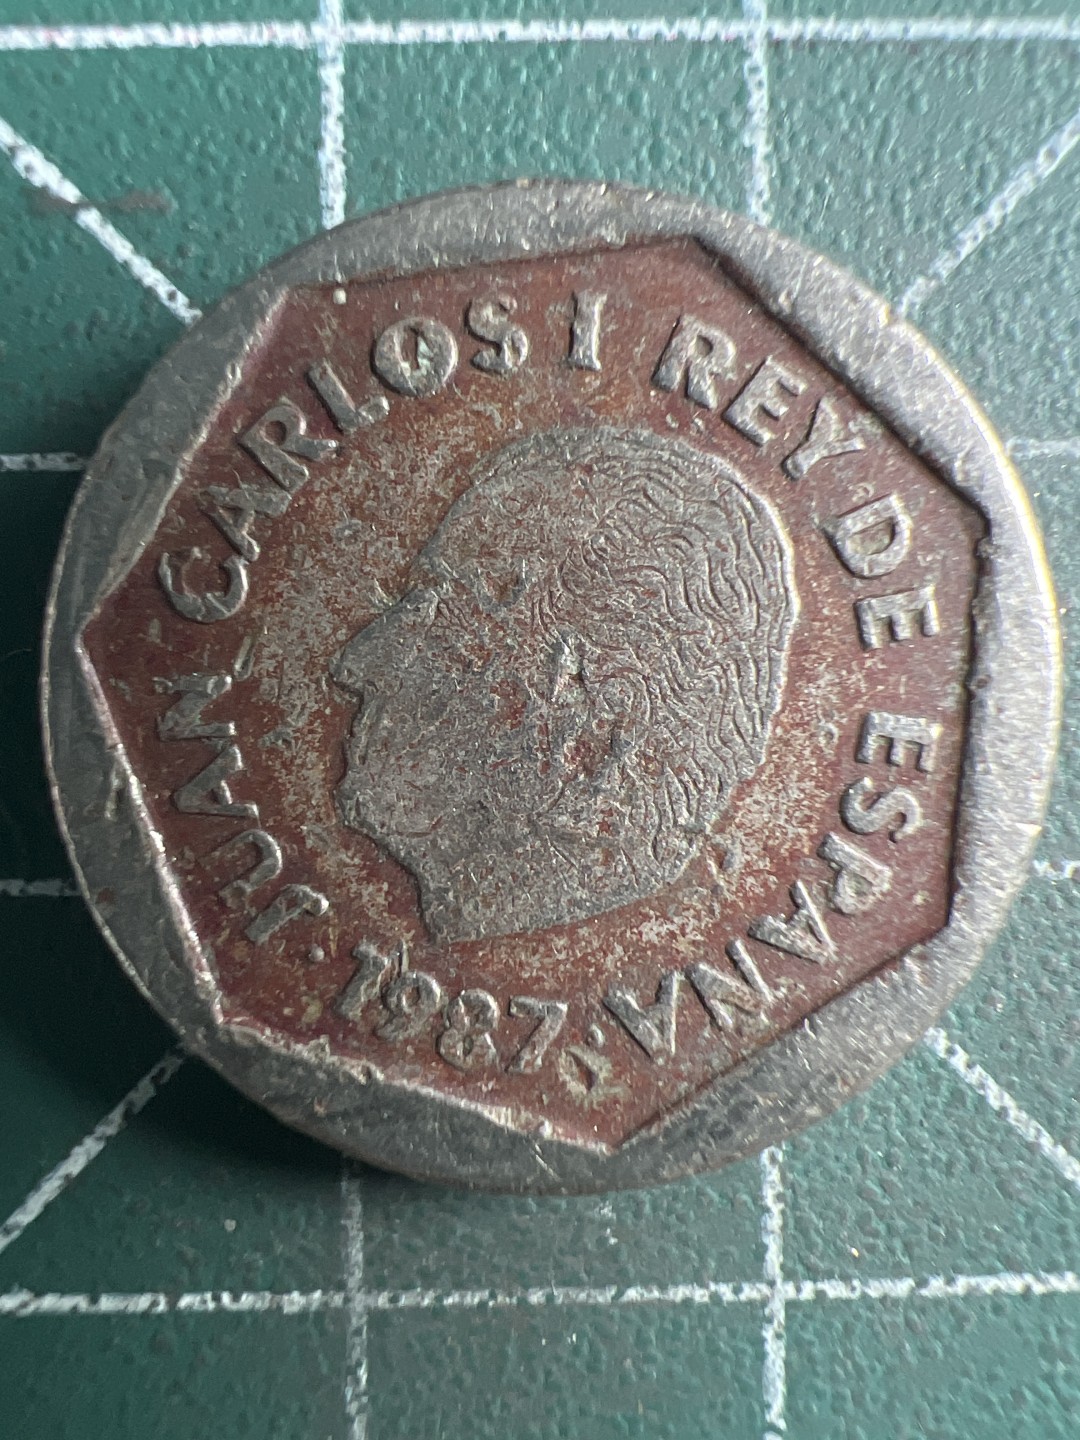 · JUAN CARLOS I REY DE ESPAÑA ·
1987